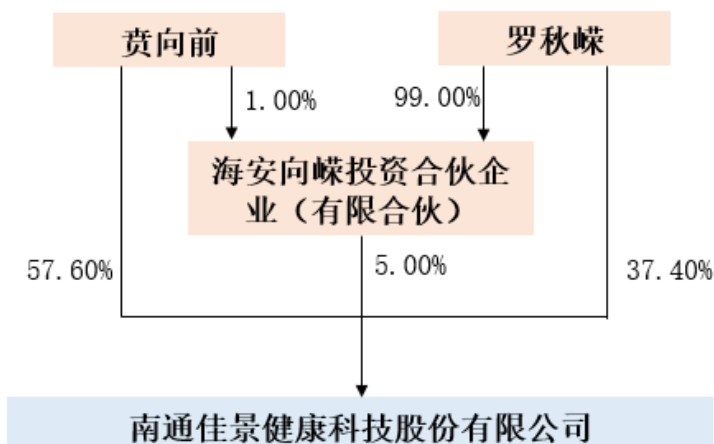 贲向前
罗秋嵘
1.00%
99.00%
海安向嵘投资合伙企
业（有限合伙）
57.60%
5.00%
37.40%
南通佳景健康科技股份有限公司